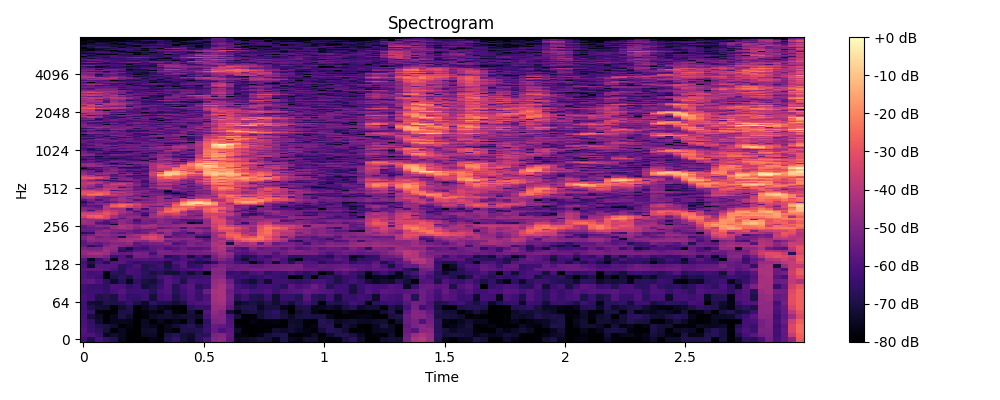 Spectrogram
Hz
4096
2048
1024
512
256
128
64
0
0
0.5
1
1.5
2
2.5
Time
+0 dB
-10 dB
-20 dB
-30 dB
-40 dB
-50 dB
-60 dB
-70 dB
-80 dB